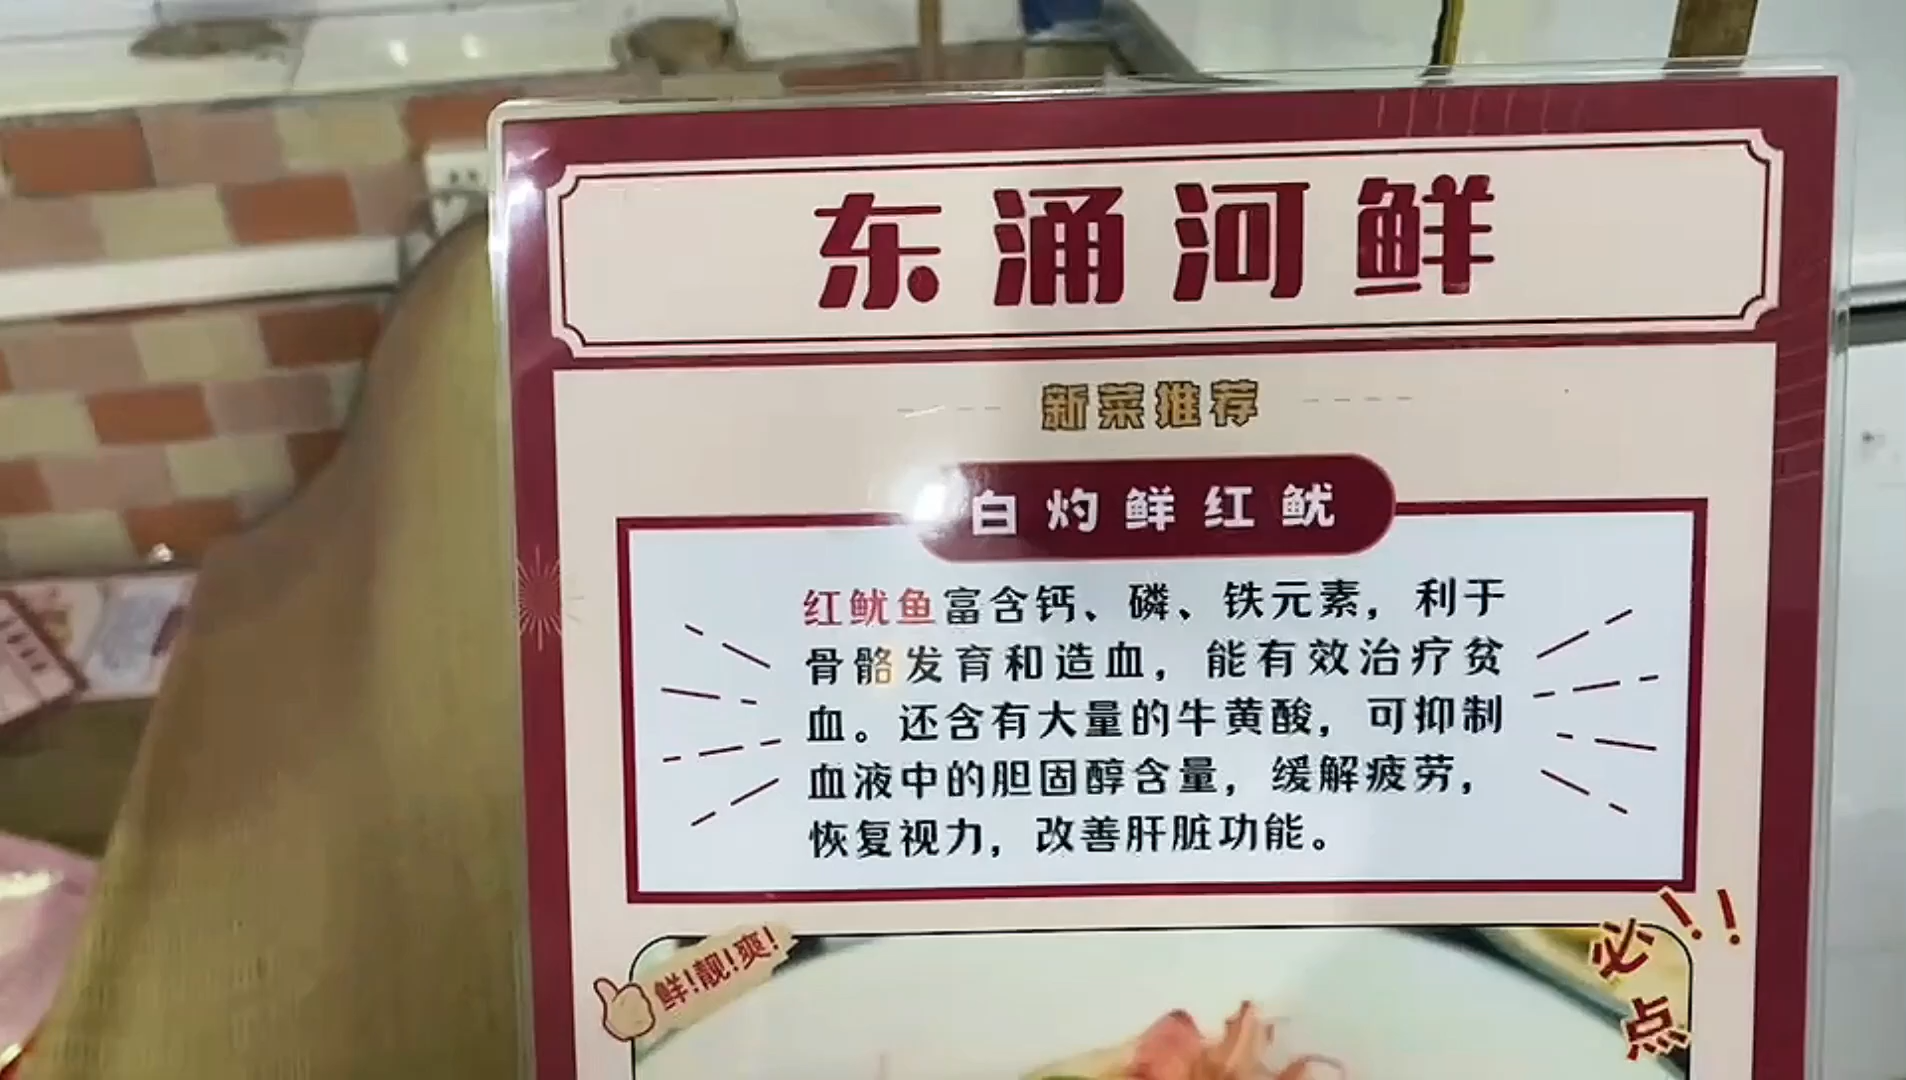 东涌河鲜
新菜推荐
白灼鲜红鱿
红鱿鱼富含钙、磷、铁元素，利于
骨骼发育和造血，能有效治疗贫
血。还含有大量的牛黄酸，可抑制
血液中的胆固醇含量，缓解疲劳，
恢复视力，改善肝脏功能。
鲜!靓!爽!
必
点
!!